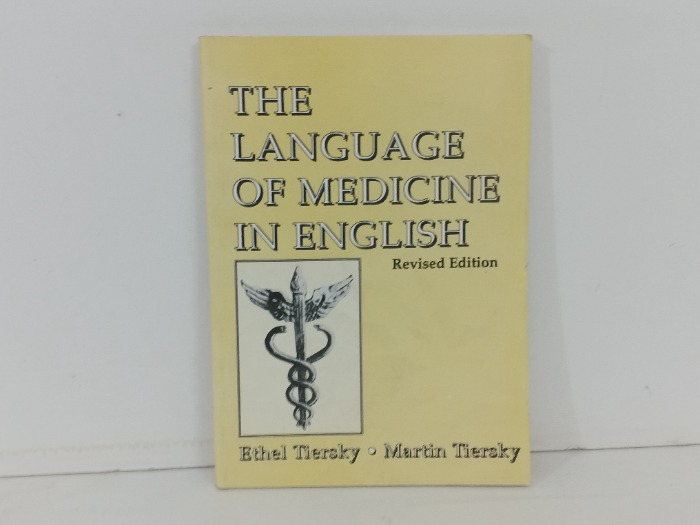 THE
LANGUAGE
OF MEDICINE
IN ENGLISH
Revised Edition
Ethel Tiersky • Martin Tiersky